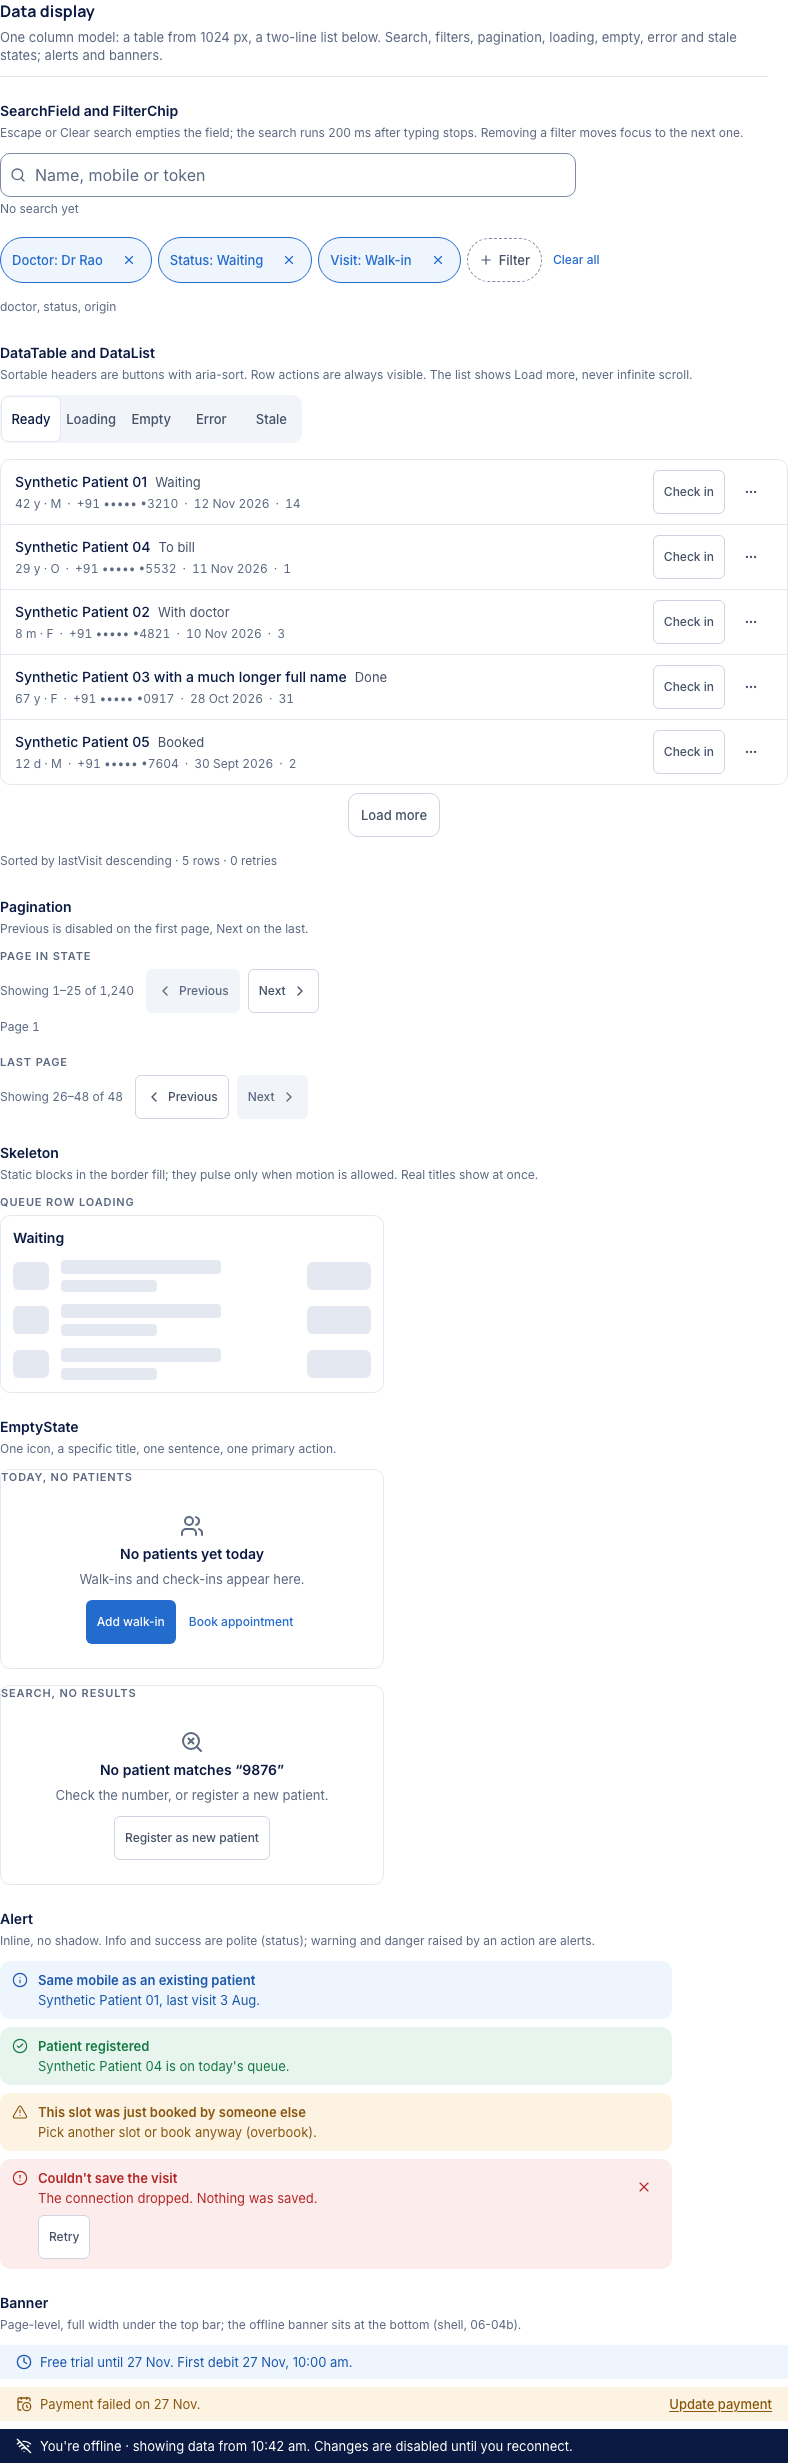 Data display
One column model: a table from 1024 px, a two-line list below. Search, filters, pagination, loading, empty, error and stale
states; alerts and banners.
SearchField and FilterChip
Escape or Clear search empties the field; the search runs 200 ms after typing stops. Removing a filter moves focus to the next one.
Name, mobile or token
No search yet
Doctor: Dr Rao
Status: Waiting
Visit: Walk-in
Filter
Clear all
doctor, status, origin
DataTable and DataList
Sortable headers are buttons with aria-sort. Row actions are always visible. The list shows Load more, never infinite scroll.
Ready
Loading
Empty
Error
Stale
Synthetic Patient 01 Waiting
42 y · M · +91 ••••• •3210 · 12 Nov 2026 · 14
Check in
Synthetic Patient 04 To bill
29 y · O · +91 ••••• •5532 · 11 Nov 2026 · 1
Check in
Synthetic Patient 02 With doctor
8 m · F · +91 ••••• •4821 · 10 Nov 2026 · 3
Check in
Synthetic Patient 03 with a much longer full name Done
67 y · F · +91 ••••• •0917 · 28 Oct 2026 · 31
Check in
Synthetic Patient 05 Booked
12 d · M · +91 ••••• •7604 · 30 Sept 2026 · 2
Check in
Load more
Sorted by lastVisit descending · 5 rows · 0 retries
Pagination
Previous is disabled on the first page, Next on the last.
PAGE IN STATE
Showing 1–25 of 1,240
Previous
Next
Page 1
LAST PAGE
Showing 26–48 of 48
Previous
Next
Skeleton
Static blocks in the border fill; they pulse only when motion is allowed. Real titles show at once.
QUEUE ROW LOADING
Waiting
EmptyState
One icon, a specific title, one sentence, one primary action.
TODAY, NO PATIENTS
No patients yet today
Walk-ins and check-ins appear here.
Add walk-in
Book appointment
SEARCH, NO RESULTS
No patient matches “9876”
Check the number, or register a new patient.
Register as new patient
Alert
Inline, no shadow. Info and success are polite (status); warning and danger raised by an action are alerts.
Same mobile as an existing patient
Synthetic Patient 01, last visit 3 Aug.
Patient registered
Synthetic Patient 04 is on today's queue.
This slot was just booked by someone else
Pick another slot or book anyway (overbook).
Couldn't save the visit
The connection dropped. Nothing was saved.
Retry
Banner
Page-level, full width under the top bar; the offline banner sits at the bottom (shell, 06-04b).
Free trial until 27 Nov. First debit 27 Nov, 10:00 am.
Payment failed on 27 Nov.
Update payment
You're offline · showing data from 10:42 am. Changes are disabled until you reconnect.